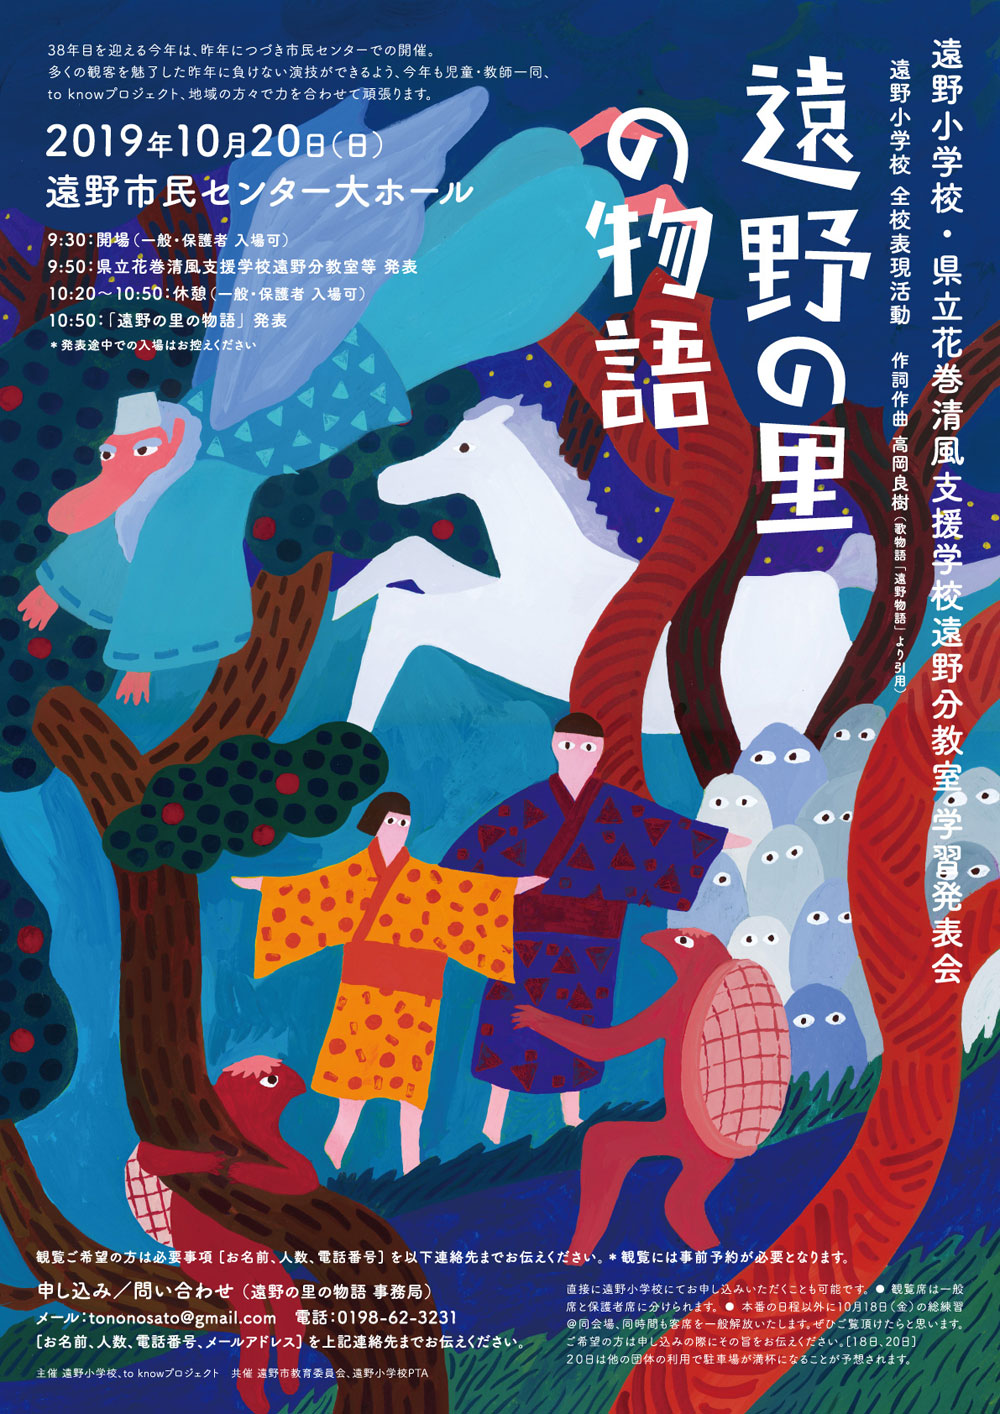 遠野小学校・県立花巻清風支援学校遠野分教室学習発表会
遠野小学校 全校表現活動　作詞作曲 高岡良樹（歌物語「遠野物語」より引用）
遠野の里
の物語
38年目を迎える今年は、昨年につづき市民センターでの開催。
多くの観客を魅了した昨年に負けない演技ができるよう、今年も児童・教師一同、
to knowプロジェクト、地域の方々で力を合わせて頑張ります。
2019年10月20日（日）
遠野市民センター大ホール
9:30：開場（一般・保護者 入場可）
9:50：県立花巻清風支援学校遠野分教室等 発表
10:20〜10:50：休憩（一般・保護者 入場可）
10:50：「遠野の里の物語」発表
＊発表途中での入場はお控えください
観覧ご希望の方は必要事項［お名前、人数、電話番号］を以下連絡先までお伝えください。＊観覧には事前予約が必要となります。
申し込み／問い合わせ（遠野の里の物語 事務局）
メール：tononosato@gmail.com　電話：0198-62-3231
［お名前、人数、電話番号、メールアドレス］を上記連絡先までお伝えください。
主催 遠野小学校、to knowプロジェクト　共催 遠野市教育委員会、遠野小学校PTA
直接に遠野小学校にてお申し込みいただくことも可能です。● 観覧席は一般
席と保護者席に分けられます。● 本番の日程以外に10月18日（金）の総練習
＠同会場、同時間も客席を一般解放いたします。ぜひご覧頂けたらと思います。
ご希望の方は申し込みの際にその旨をお伝えください。［18日、20日］
20日は他の団体の利用で駐車場が満杯になることが予想されます。